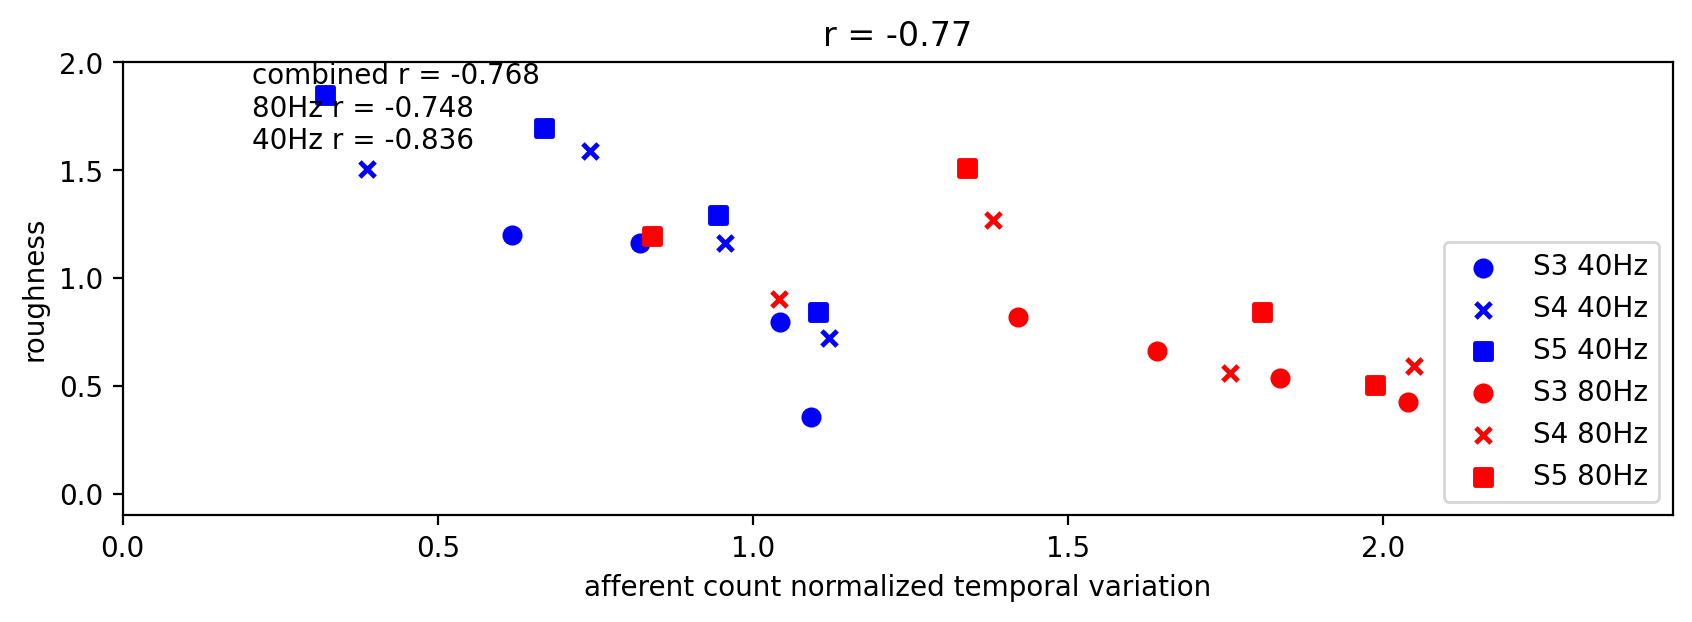 r = -0.77
combined r = -0.768
80Hz r = -0.748
40Hz r = -0.836
2.0
1.5
1.0
0.5
0.0
roughness
S3 40Hz
S4 40Hz
S5 40Hz
S3 80Hz
S4 80Hz
S5 80Hz
0.0 0.5 1.0 1.5 2.0
afferent count normalized temporal variation